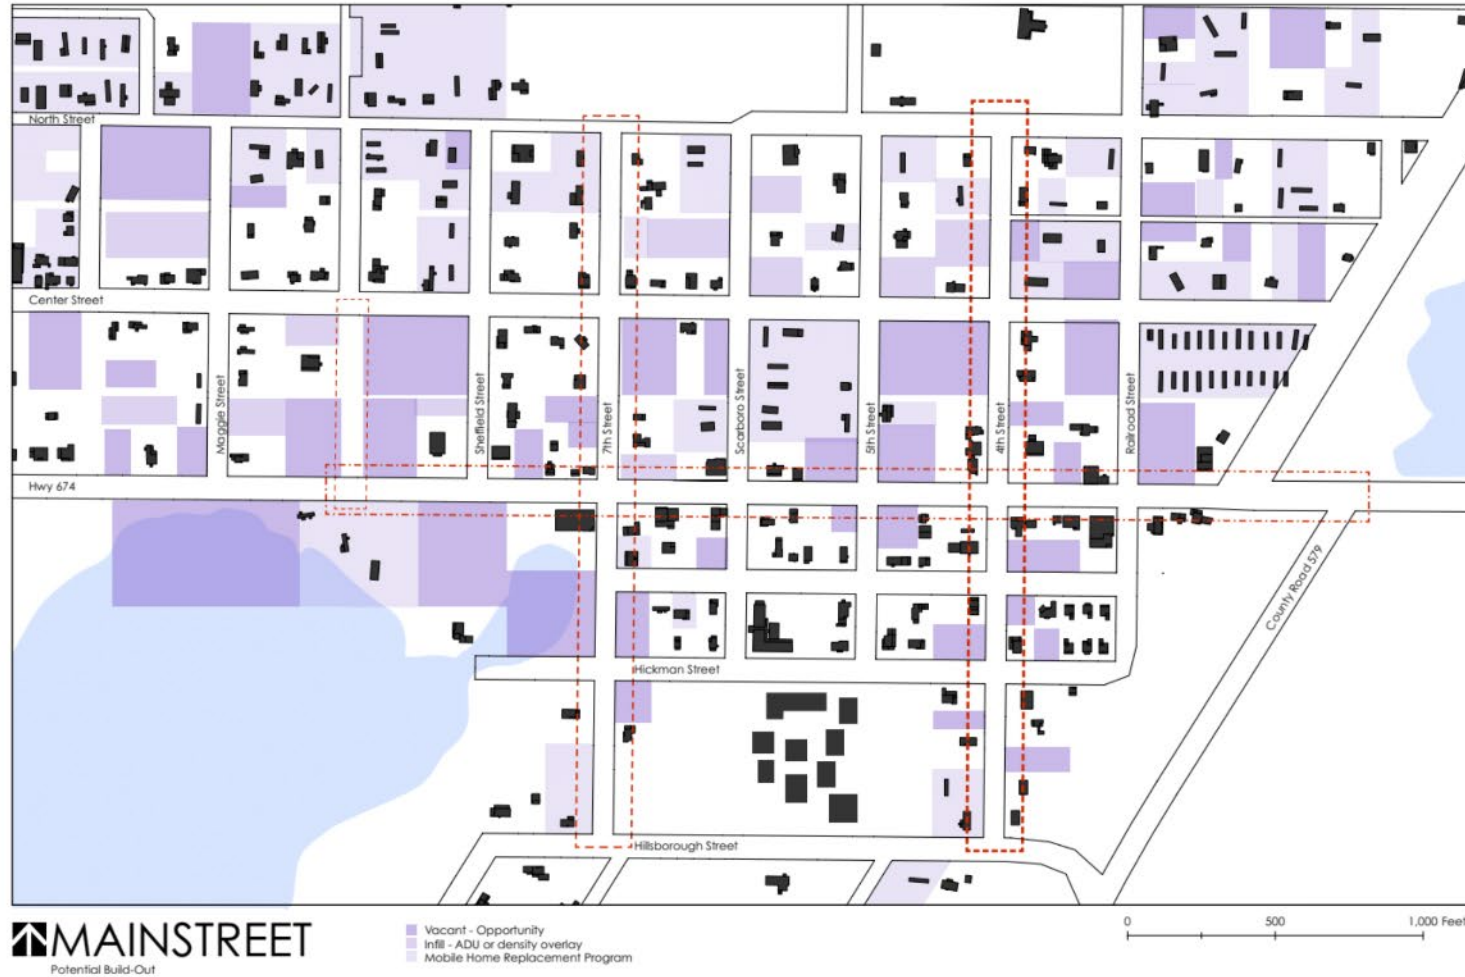 North Street
Center Street
Maggie Street
Sheffield Street
7th Street
Scarboro Street
5th Street
4th Street
Railroad Street
Hwy 674
County Road 579
Hickman Street
Hillsborough Street
MAINSTREET
Potential Build-Out
Vacant - Opportunity
Infill - ADU or density overlay
Mobile Home Replacement Program
0 500 1,000 Feet